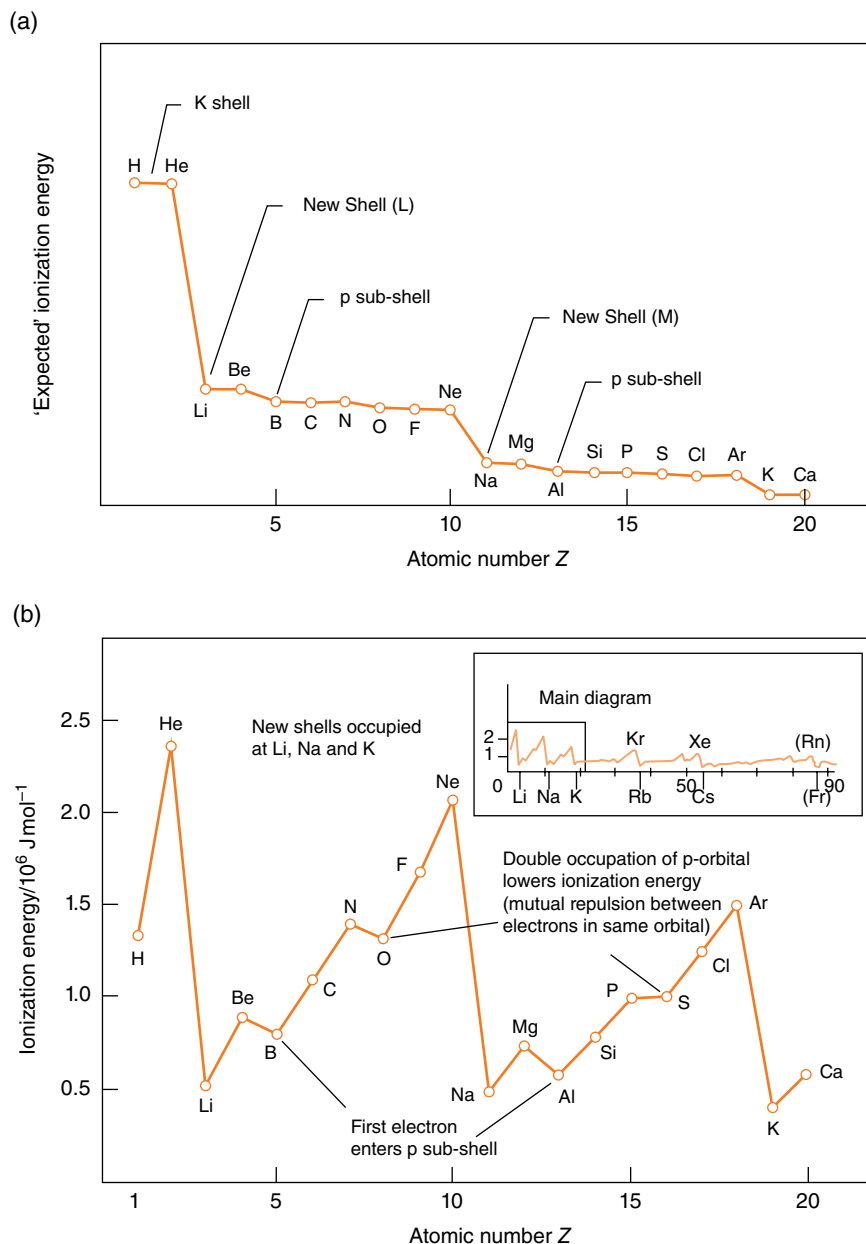 (a)
K shell
H
He
New Shell (L)
p sub-shell
New Shell (M)
p sub-shell
Li
Be
B
C
N
O
F
Ne
Na
Mg
Al
Si
P
S
Cl
Ar
K
Ca
'Expected' ionization energy
5
10
15
20
Atomic number Z
(b)
Ionization energy/10⁶ J mol⁻¹
2.5
2.0
1.5
1.0
0.5
New shells occupied
at Li, Na and K
Main diagram
2
1
0
50
90
Kr
Xe
(Rn)
Li
Na
K
Rb
Cs
(Fr)
Double occupation of p-orbital
lowers ionization energy
(mutual repulsion between
electrons in same orbital)
First electron
enters p sub-shell
H
He
Li
Be
B
C
N
O
F
Ne
Na
Mg
Al
Si
P
S
Cl
Ar
K
Ca
1
5
10
15
20
Atomic number Z